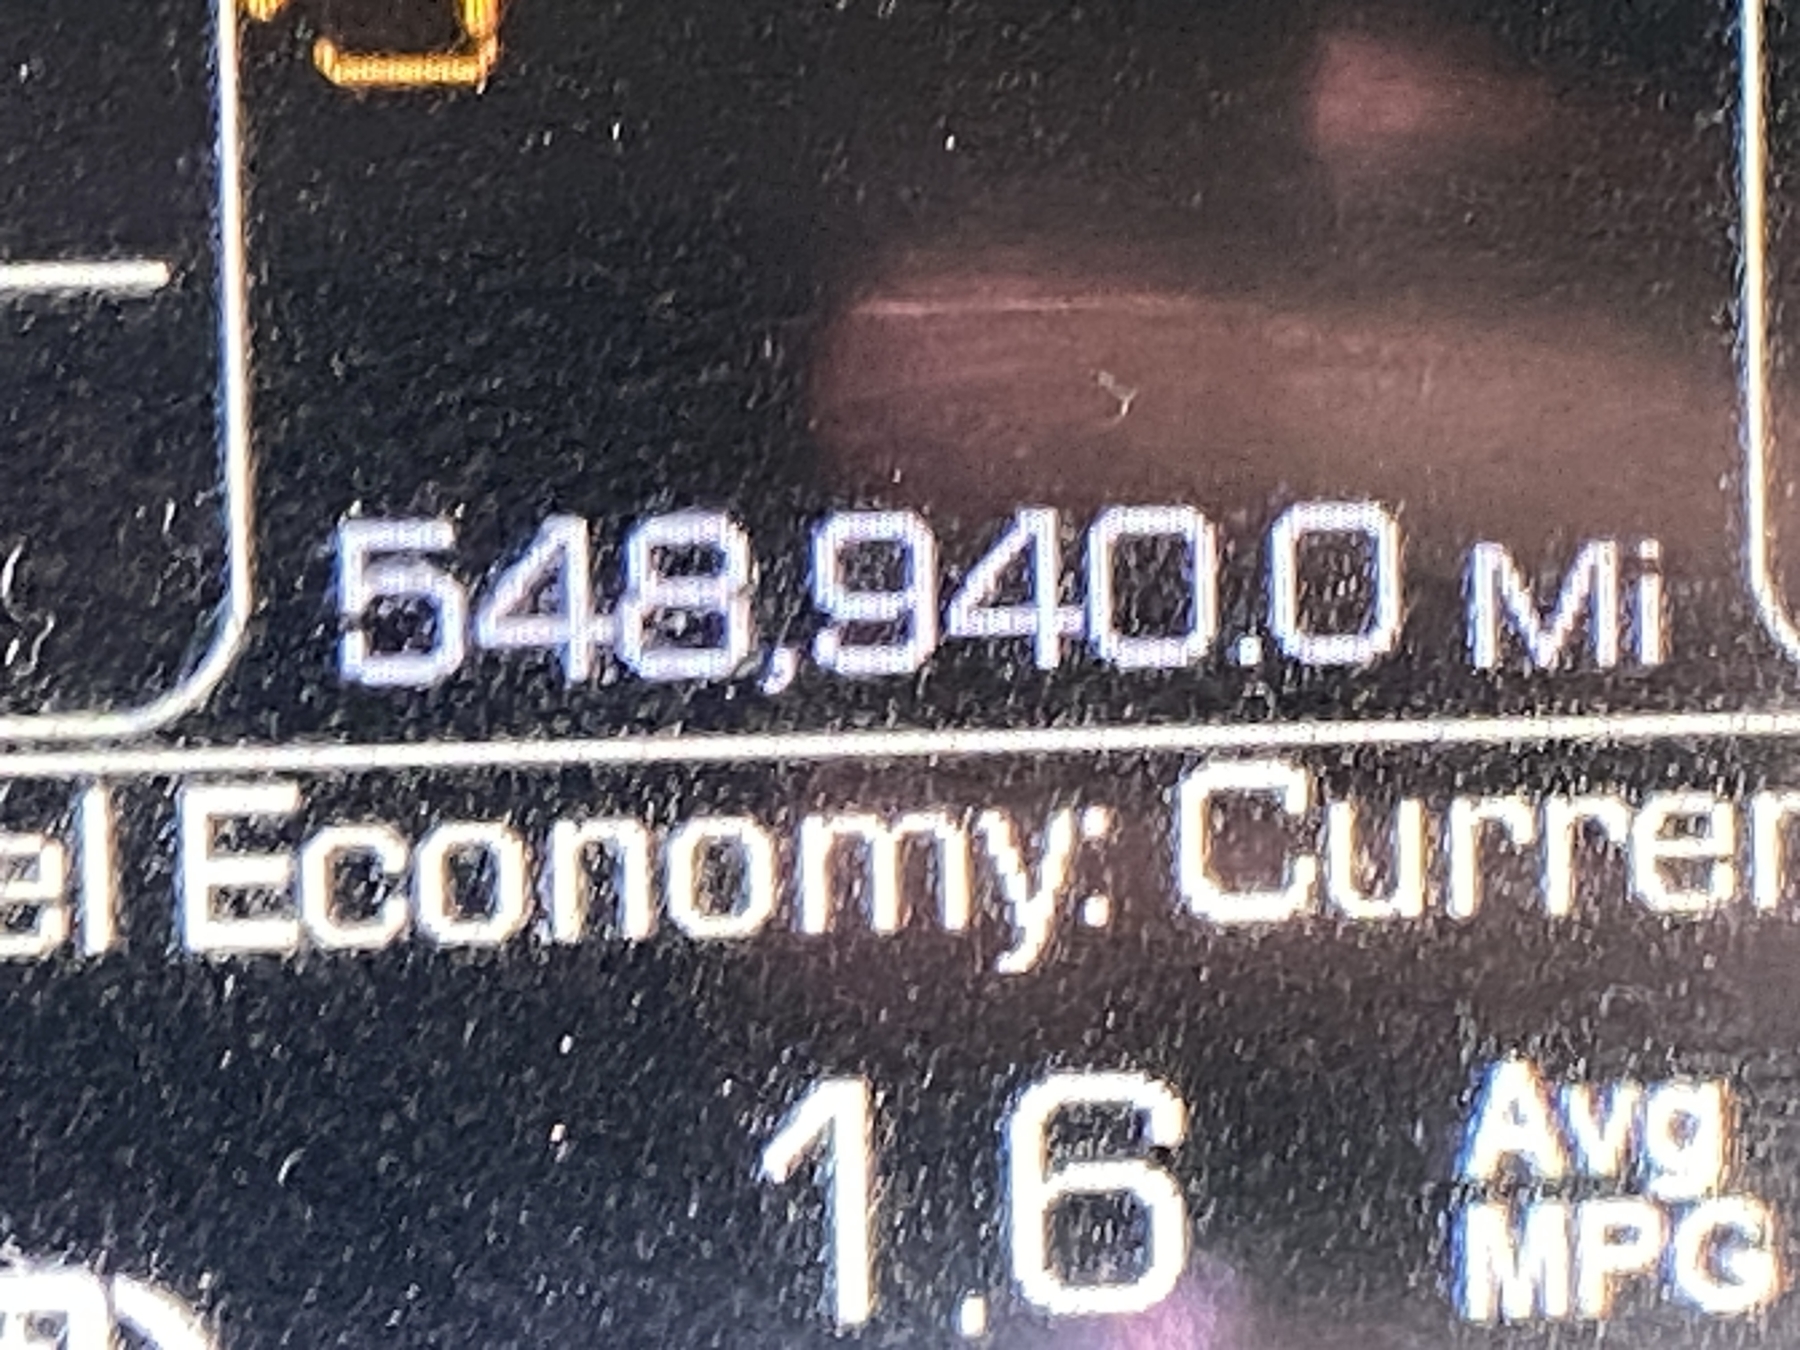 548,940.0 Mi
el Economy: Curren
1.6 Avg
MPG